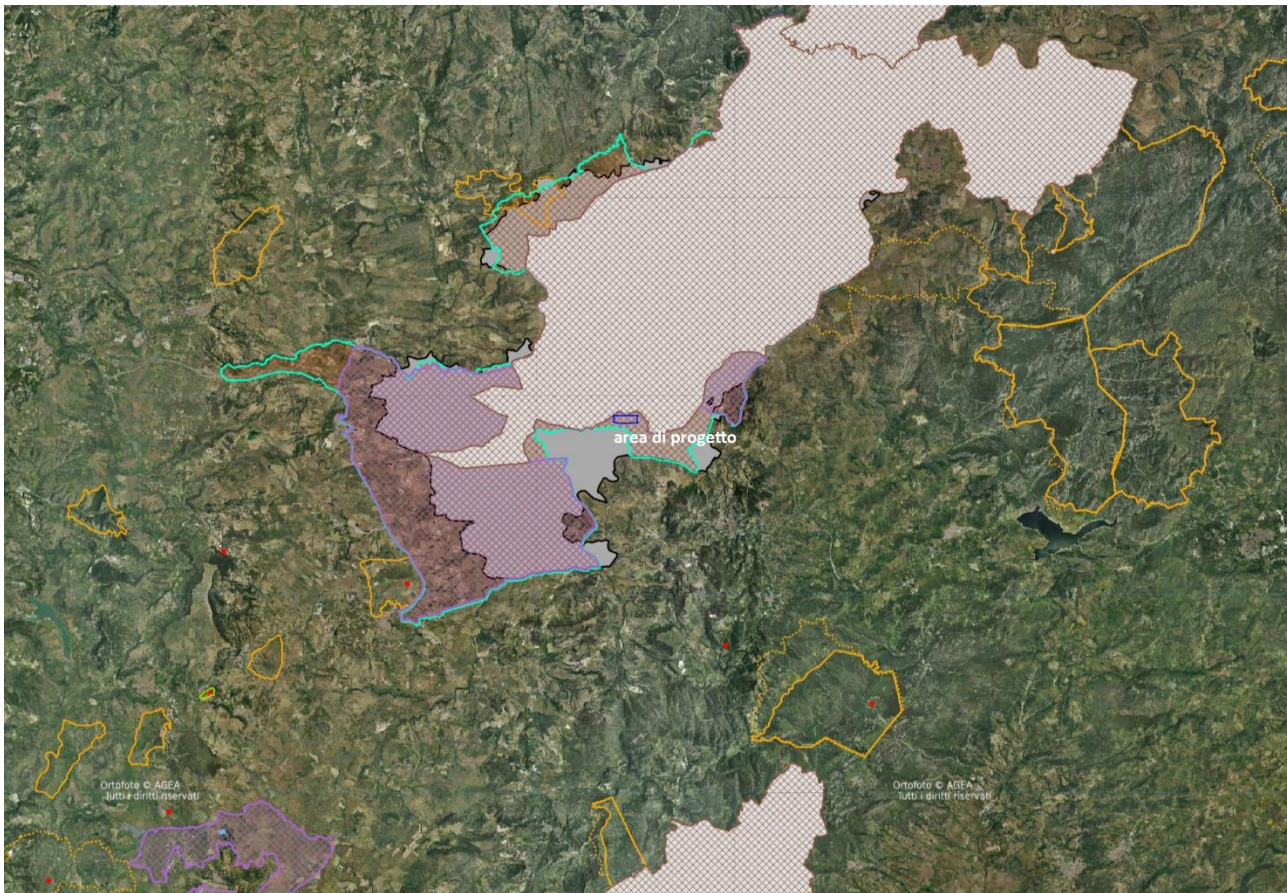 area di progetto
Ortofoto © AGEA
Tutti i diritti riservati
Ortofoto © AGEA
Tutti i diritti riservati